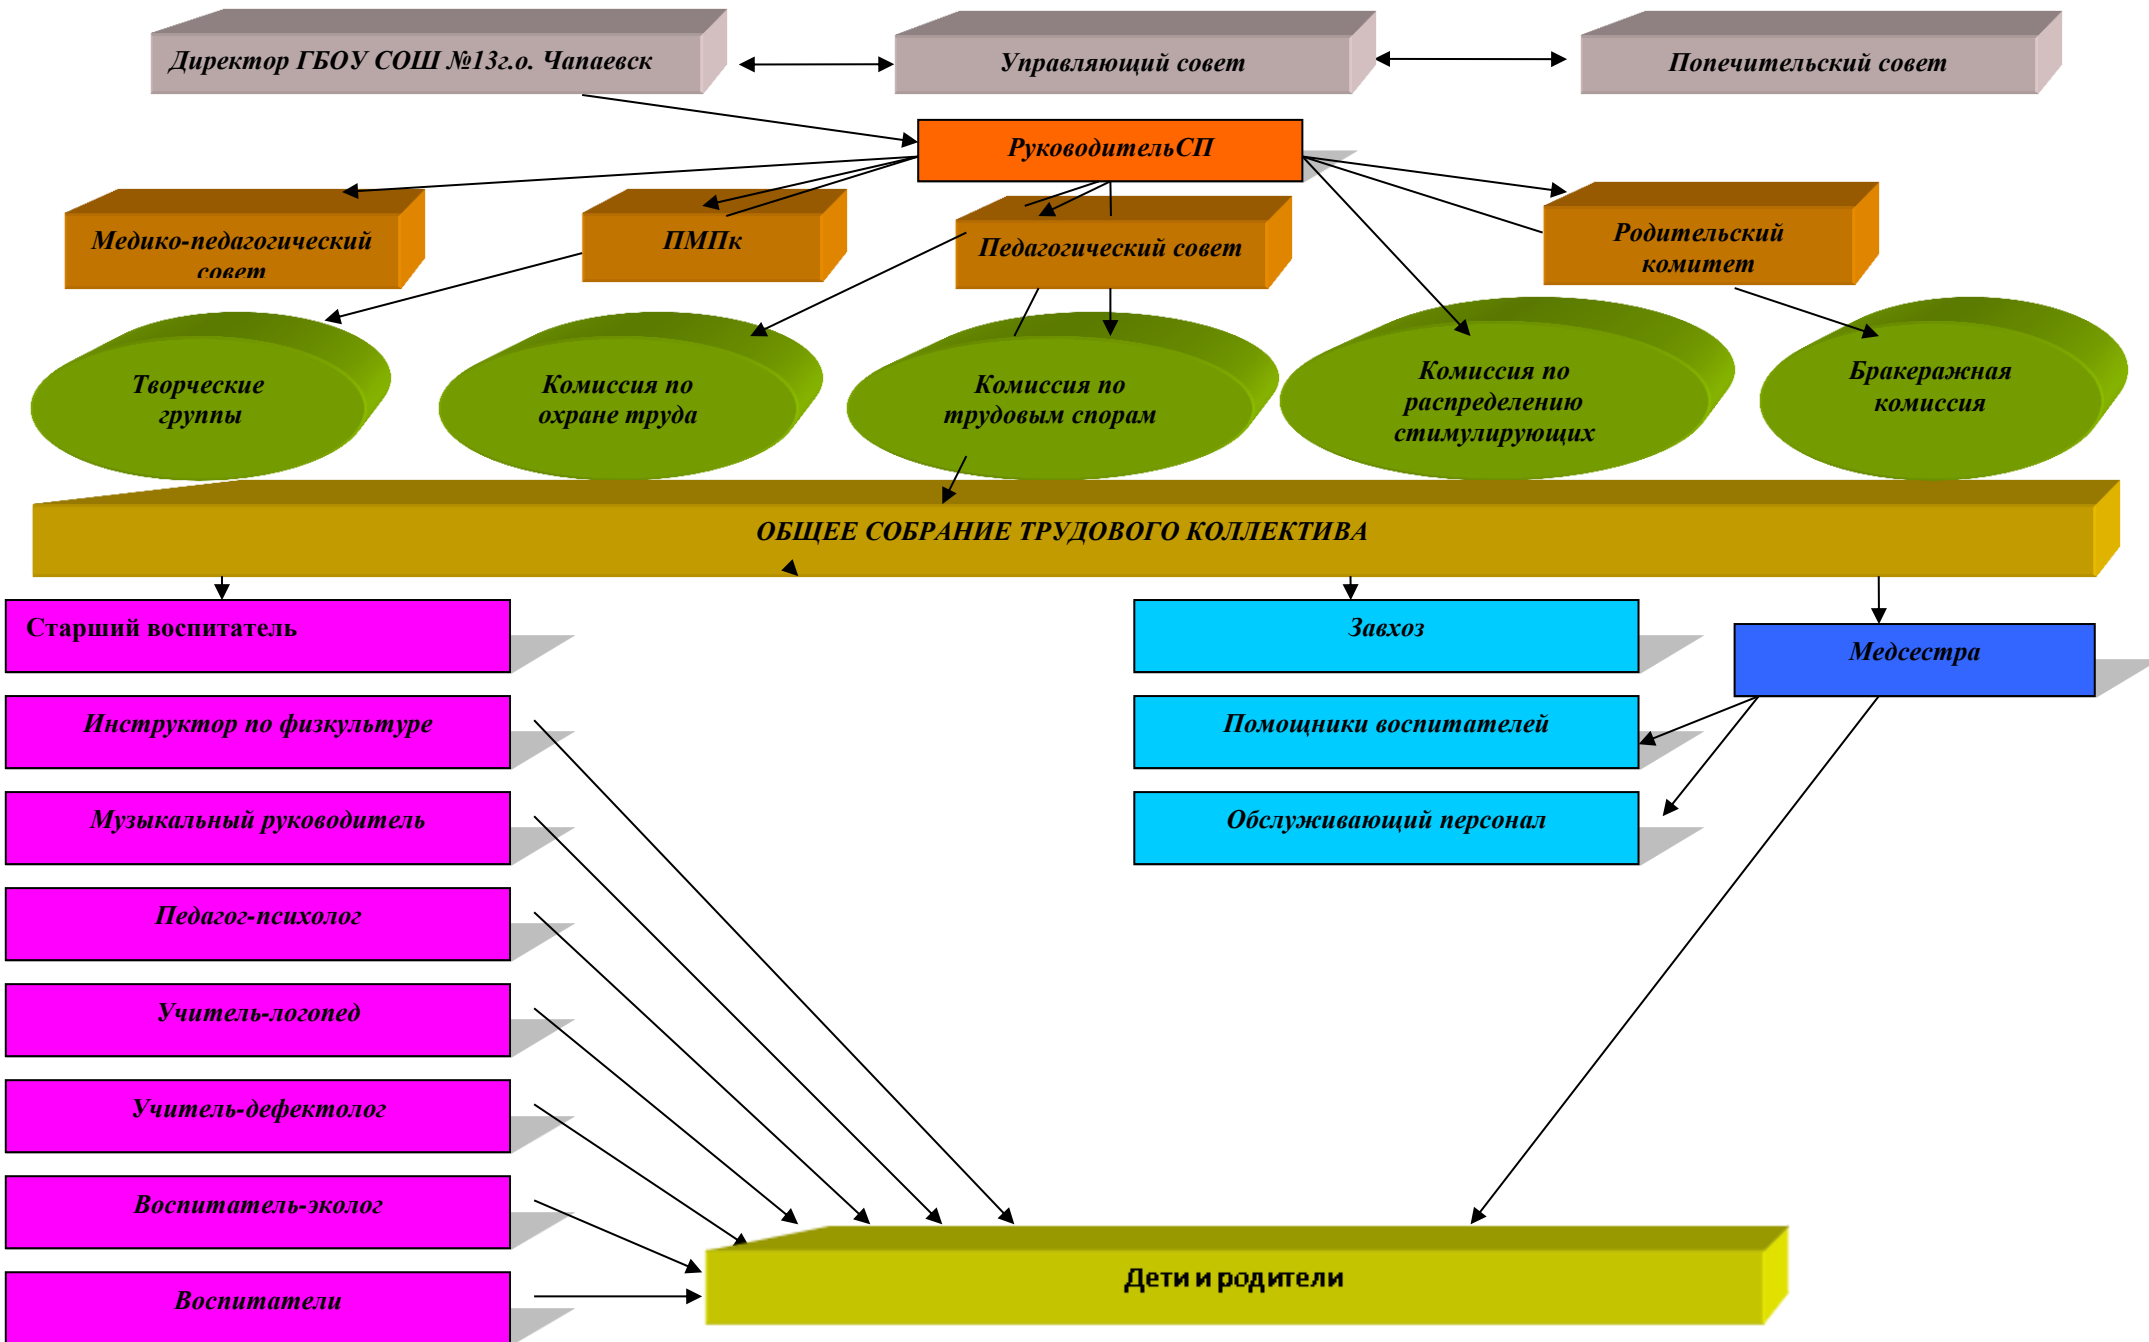 Директор ГБОУ СОШ №13г.о. Чапаевск
Управляющий совет
Попечительский совет
РуководительСП
Медико-педагогический
совет
ПМПк
Педагогический совет
Родительский
комитет
Творческие
группы
Комиссия по
охране труда
Комиссия по
трудовым спорам
Комиссия по
распределению
стимулирующих
Бракеражная
комиссия
ОБЩЕЕ СОБРАНИЕ ТРУДОВОГО КОЛЛЕКТИВА
Старший воспитатель
Завхоз
Медсестра
Инструктор по физкультуре
Помощники воспитателей
Музыкальный руководитель
Обслуживающий персонал
Педагог-психолог
Учитель-логопед
Учитель-дефектолог
Воспитатель-эколог
Воспитатели
Дети и родители